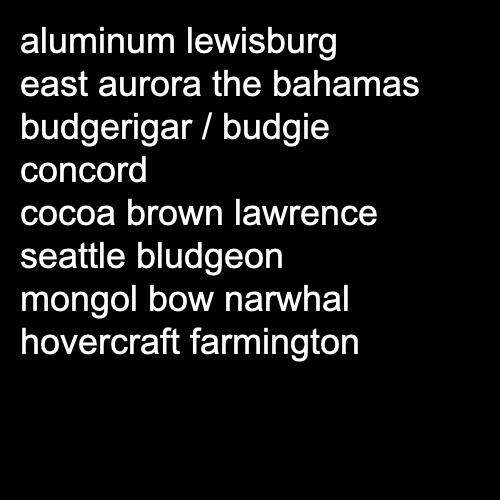 aluminum lewisburg
east aurora the bahamas
budgerigar / budgie
concord
cocoa brown lawrence
seattle bludgeon
mongol bow narwhal
hovercraft farmington